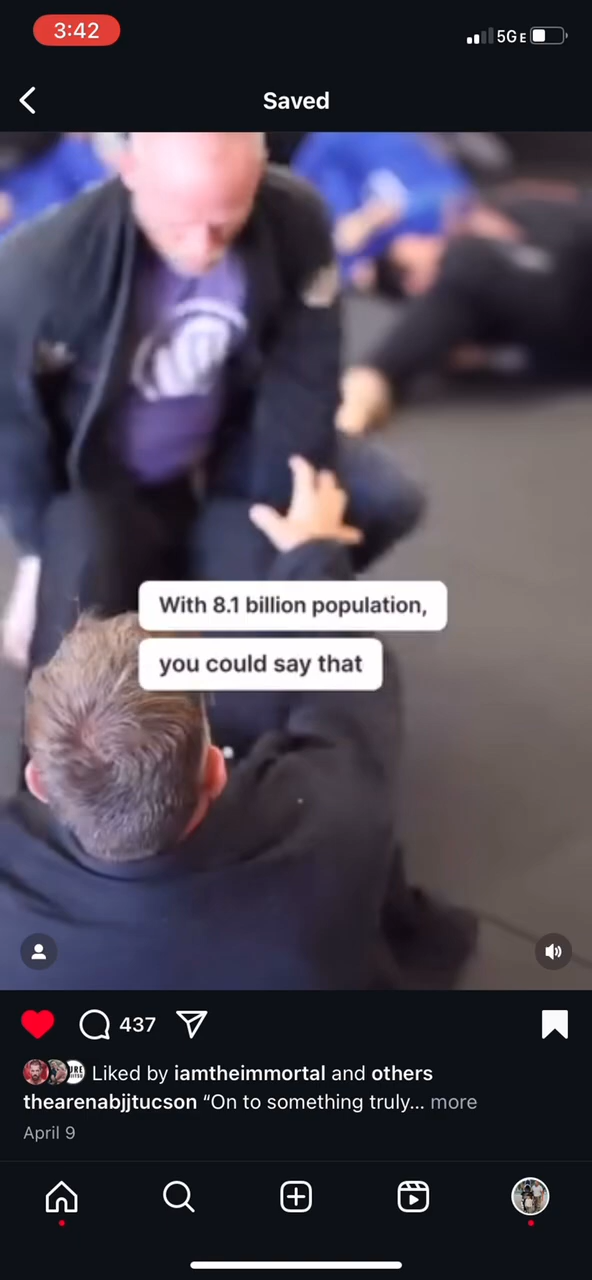 3:42
5G E
Saved
With 8.1 billion population,
you could say that
437
Liked by iamtheimmortal and others
thearenabjjtucson “On to something truly... more
April 9